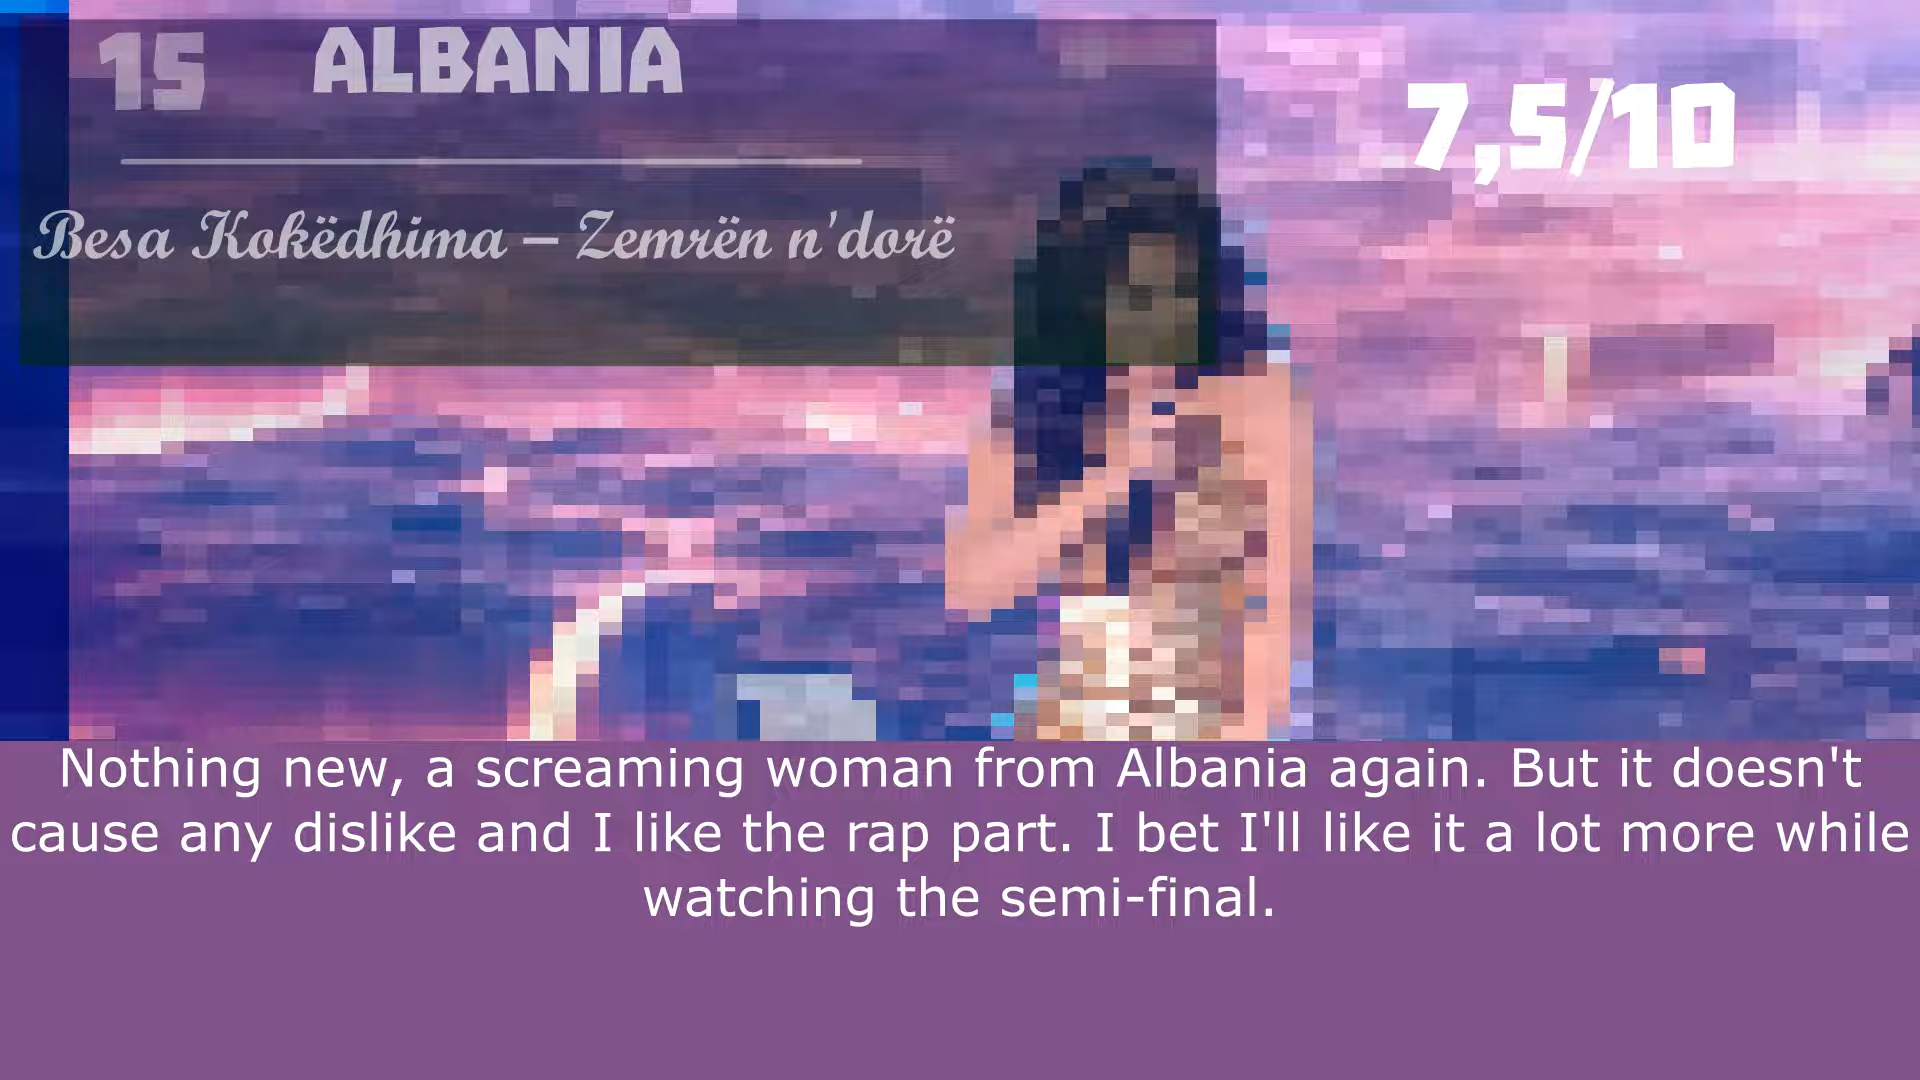 15 ALBANIA
7,5/10
Besa Kokëdhima – Zemrën n'dorë
Nothing new, a screaming woman from Albania again. But it doesn't
cause any dislike and I like the rap part. I bet I'll like it a lot more while
watching the semi-final.